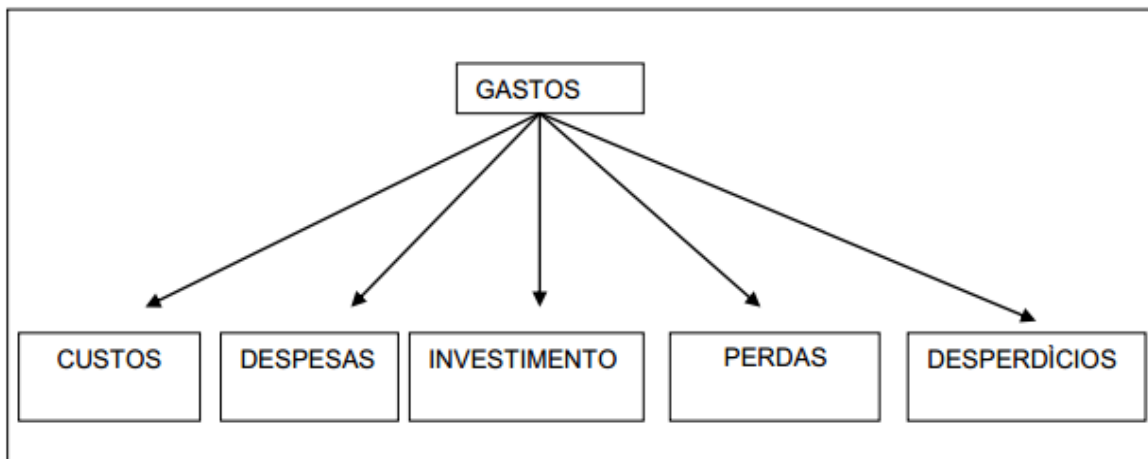 GASTOS
CUSTOS
DESPESAS
INVESTIMENTO
PERDAS
DESPERDÌCIOS